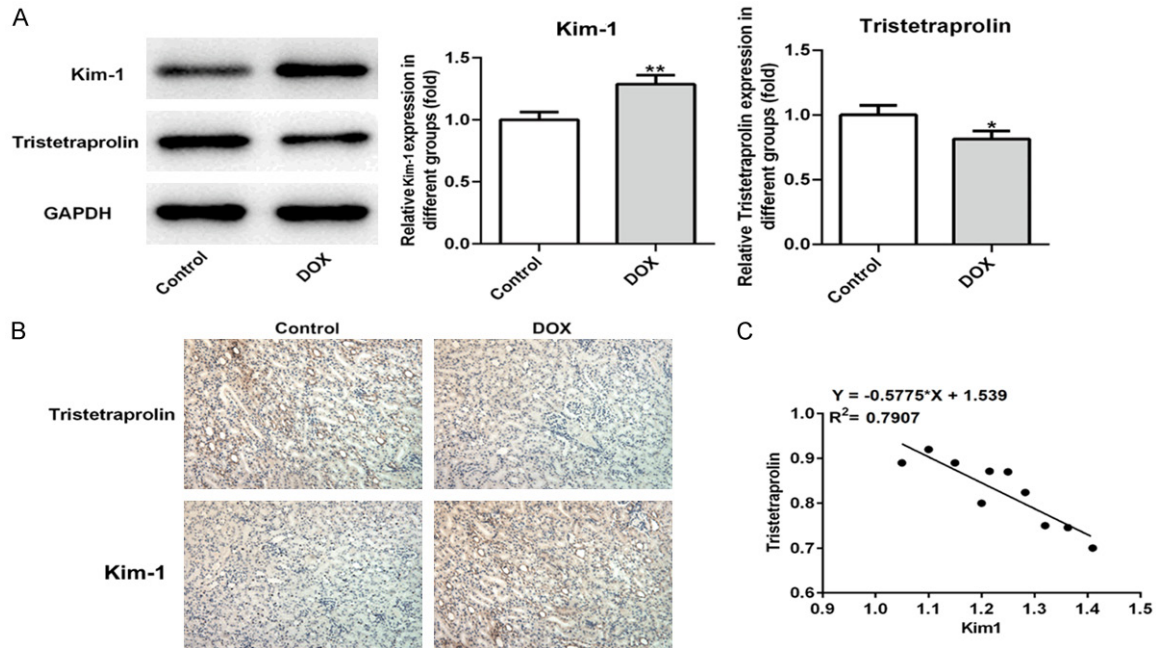 A
Kim-1
Tristetraprolin
GAPDH
Control
DOX
Kim-1
Relative Kim-1 expression in
different groups (fold)
1.5
1.0
0.5
0.0
**
Control
DOX
Tristetraprolin
Relative Tristetraprolin expression in
different groups (fold)
1.5
1.0
0.5
0.0
*
Control
DOX
B
Control
DOX
Tristetraprolin
Kim-1
C
Y = -0.5775*X + 1.539
R²= 0.7907
Tristetraprolin
1.0
0.9
0.8
0.7
0.6
0.9
1.0
1.1
1.2
1.3
1.4
1.5
Kim1